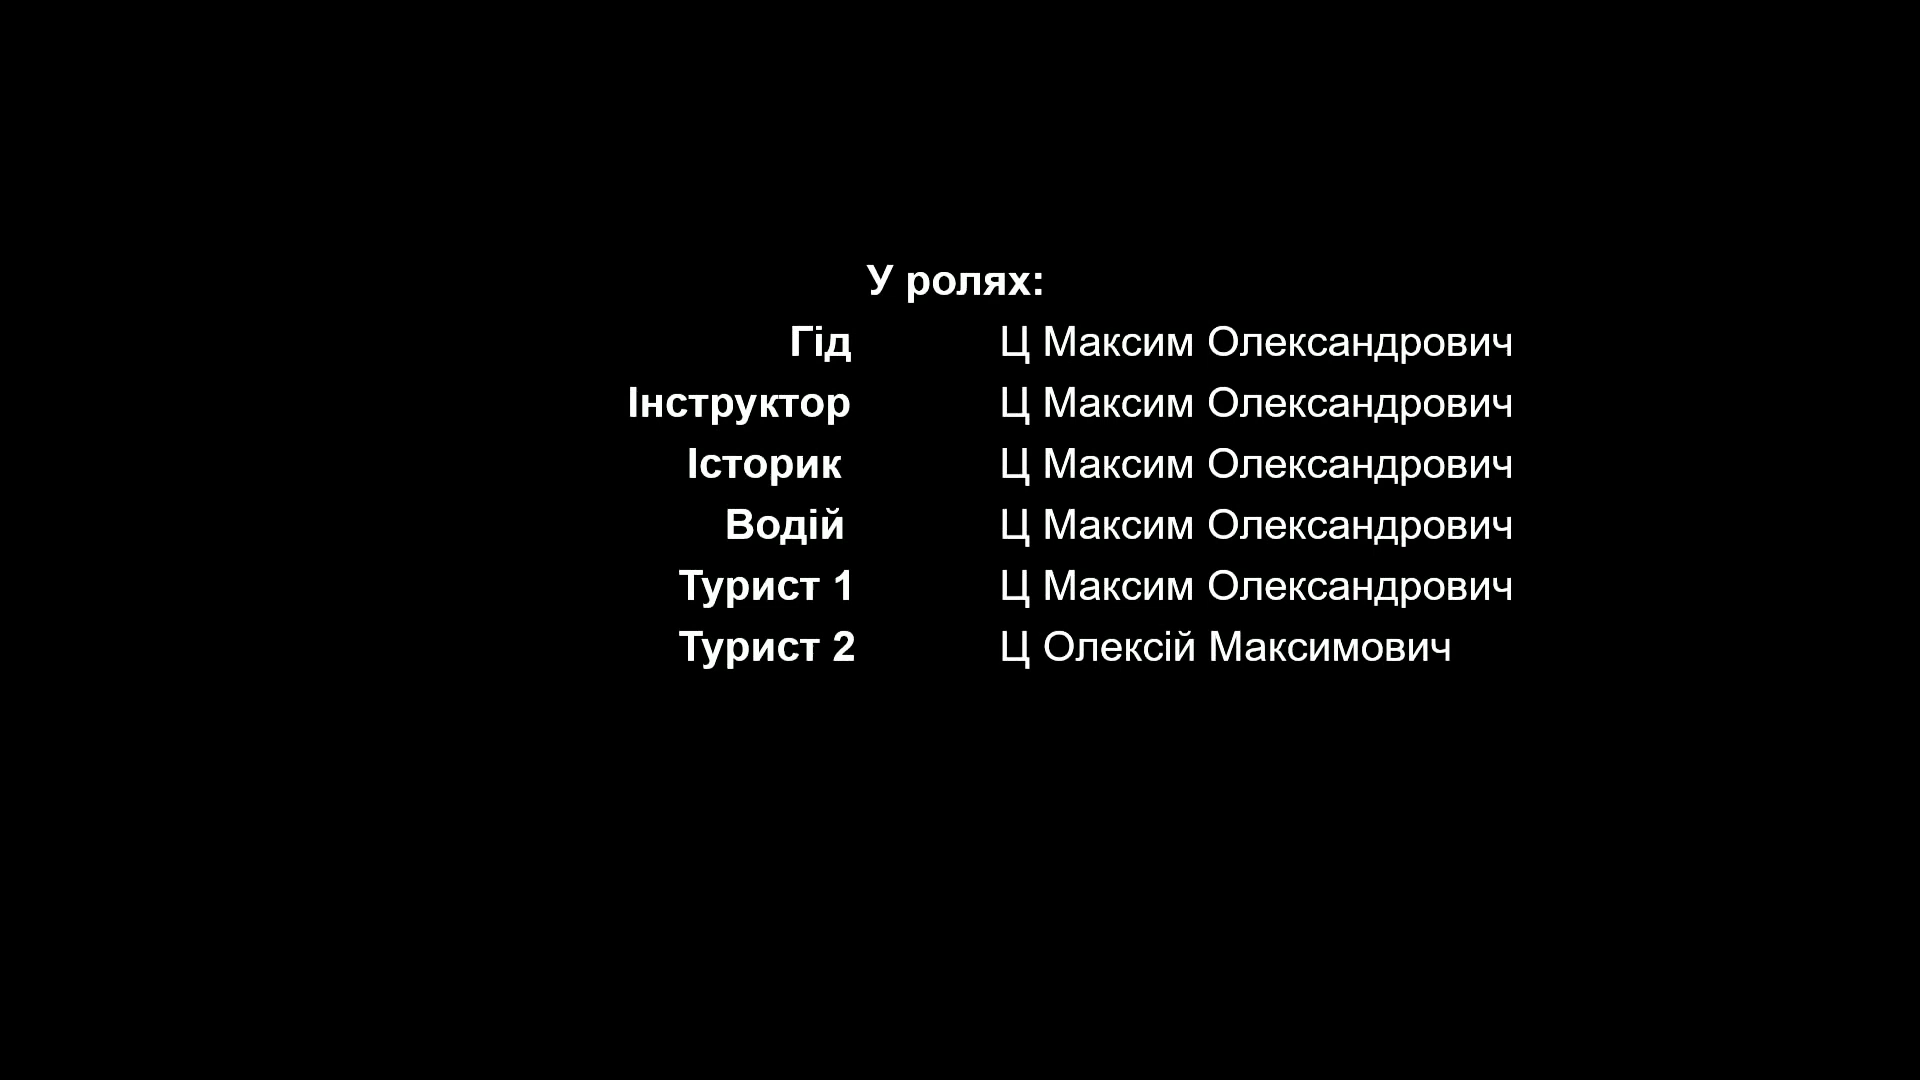 У ролях:
Гід Ц Максим Олександрович
Інструктор Ц Максим Олександрович
Історик Ц Максим Олександрович
Водій Ц Максим Олександрович
Турист 1 Ц Максим Олександрович
Турист 2 Ц Олексій Максимович